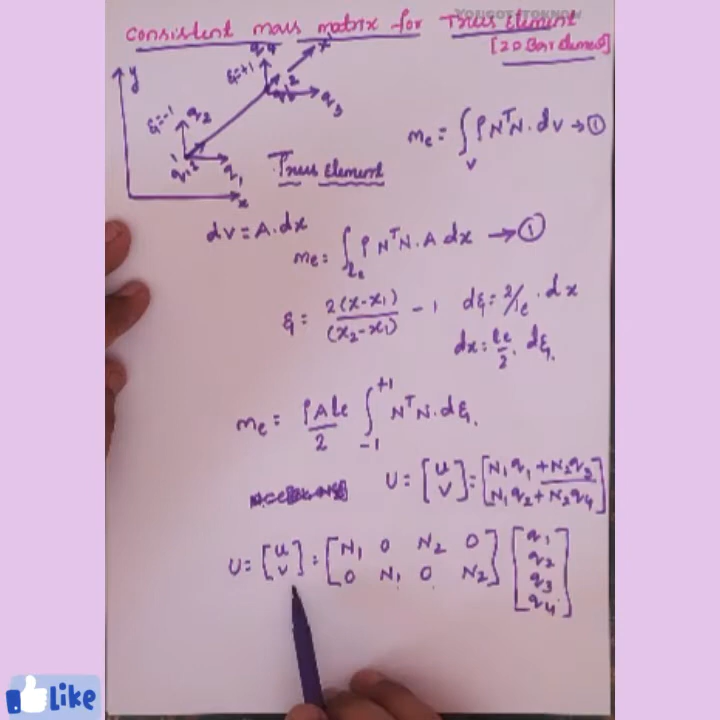 YOUGOTTOKNOW
Consistent mass matrix for Truss Element
[2D Bar Element]
y
ξ=+1
q4
x
2
q3
ξ=-1
q2
1
q1
x
Truss Element
me = ∫V ρ NᵀN. dv → ①
dv = A. dx
me = ∫le ρ NᵀN. A dx → ①
ξ = 2(x-x1)/(x2-x1) - 1   dξ = 2/le . dx
dx = le/2 . dξ.
me = ρAle/2 ∫-1+1 NᵀN. dξ.
U = [u v] = [N1q1 + N2q3
N1q2 + N2q4]
U = [u v] = [N1 0 N2 0
0 N1 0 N2] [q1 q2 q3 q4]
Like